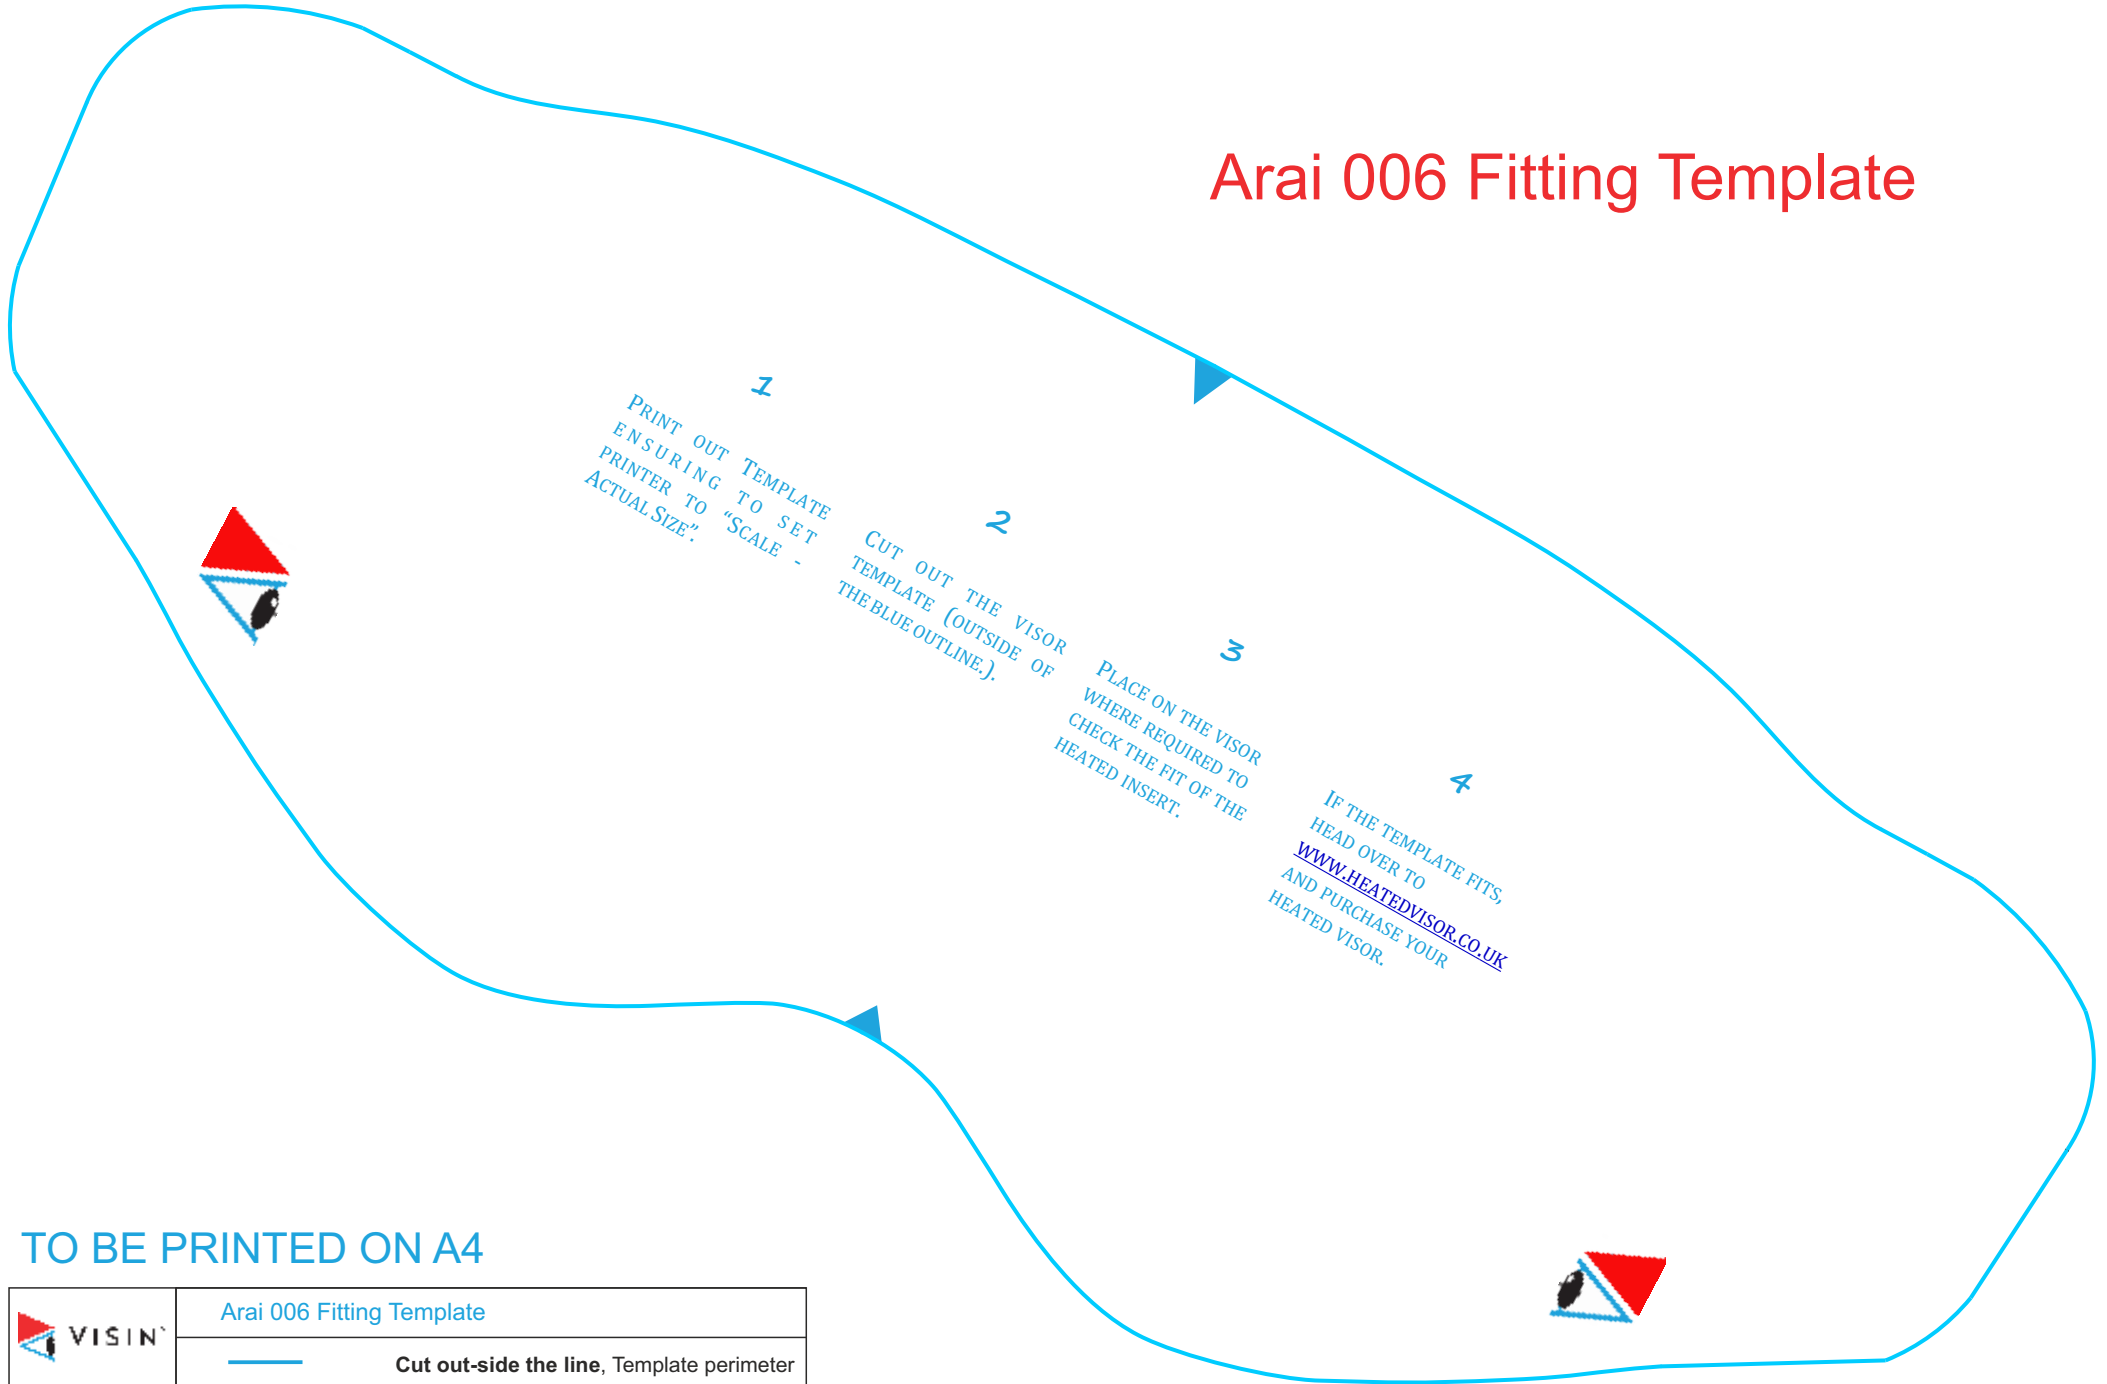 Arai 006 Fitting Template
1
PRINT OUT TEMPLATE
ENSURING TO SET
PRINTER TO “SCALE -
ACTUAL SIZE”.
2
CUT OUT THE VISOR
TEMPLATE (OUTSIDE OF
THE BLUE OUTLINE.).
3
PLACE ON THE VISOR
WHERE REQUIRED TO
CHECK THE FIT OF THE
HEATED INSERT.
4
IF THE TEMPLATE FITS,
HEAD OVER TO
WWW.HEATEDVISOR.CO.UK
AND PURCHASE YOUR
HEATED VISOR.
TO BE PRINTED ON A4
VISIN
Arai 006 Fitting Template
Cut out-side the line, Template perimeter